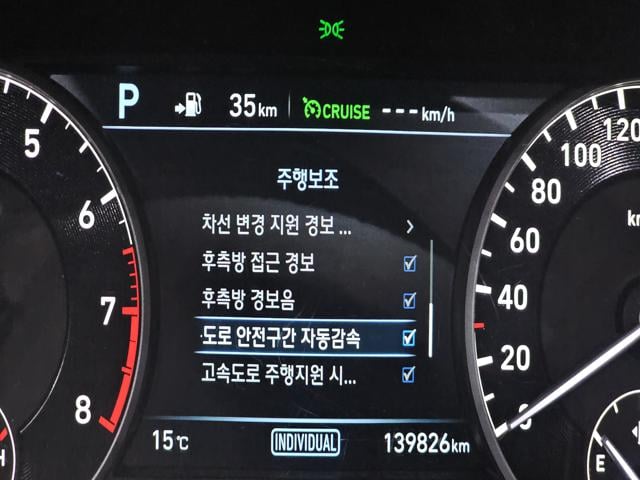 P 35km CRUISE ---km/h
주행보조
차선 변경 지원 경보 ... >
후측방 접근 경보
후측방 경보음
도로 안전구간 자동감속
고속도로 주행지원 시...
15℃ INDIVIDUAL 139826km
5
6
7
8
H
120
100
80
60
40
20
0
E